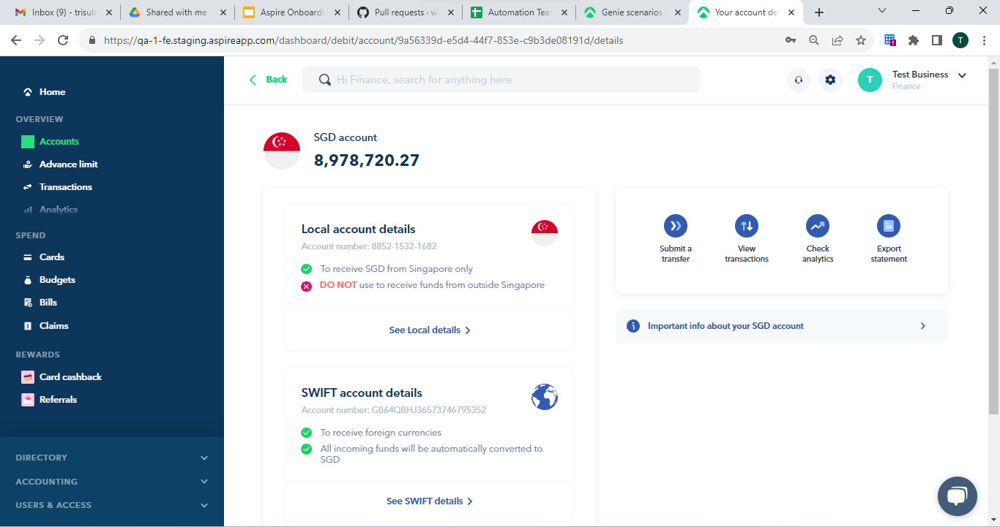 Inbox (9) - trisula
Shared with me
Aspire Onboardi
Pull requests · w
Automation Tea
Genie scenarios
Your account de
https://qa-1-fe.staging.aspireapp.com/dashboard/debit/account/9a56339d-e5d4-44f7-853e-c9b3de08191d/details
T
Home
OVERVIEW
Accounts
Advance limit
Transactions
Analytics
SPEND
Cards
Budgets
Bills
Claims
REWARDS
Card cashback
Referrals
DIRECTORY
ACCOUNTING
USERS & ACCESS
Back
Hi Finance, search for anything here
T
Test Business
Finance
SGD account
8,978,720.27
Local account details
Account number: 8852-1532-1682
To receive SGD from Singapore only
DO NOT use to receive funds from outside Singapore
See Local details
SWIFT account details
Account number: GB64QBHJ36573746795352
To receive foreign currencies
All incoming funds will be automatically converted to
SGD
See SWIFT details
Submit a
transfer
View
transactions
Check
analytics
Export
statement
Important info about your SGD account